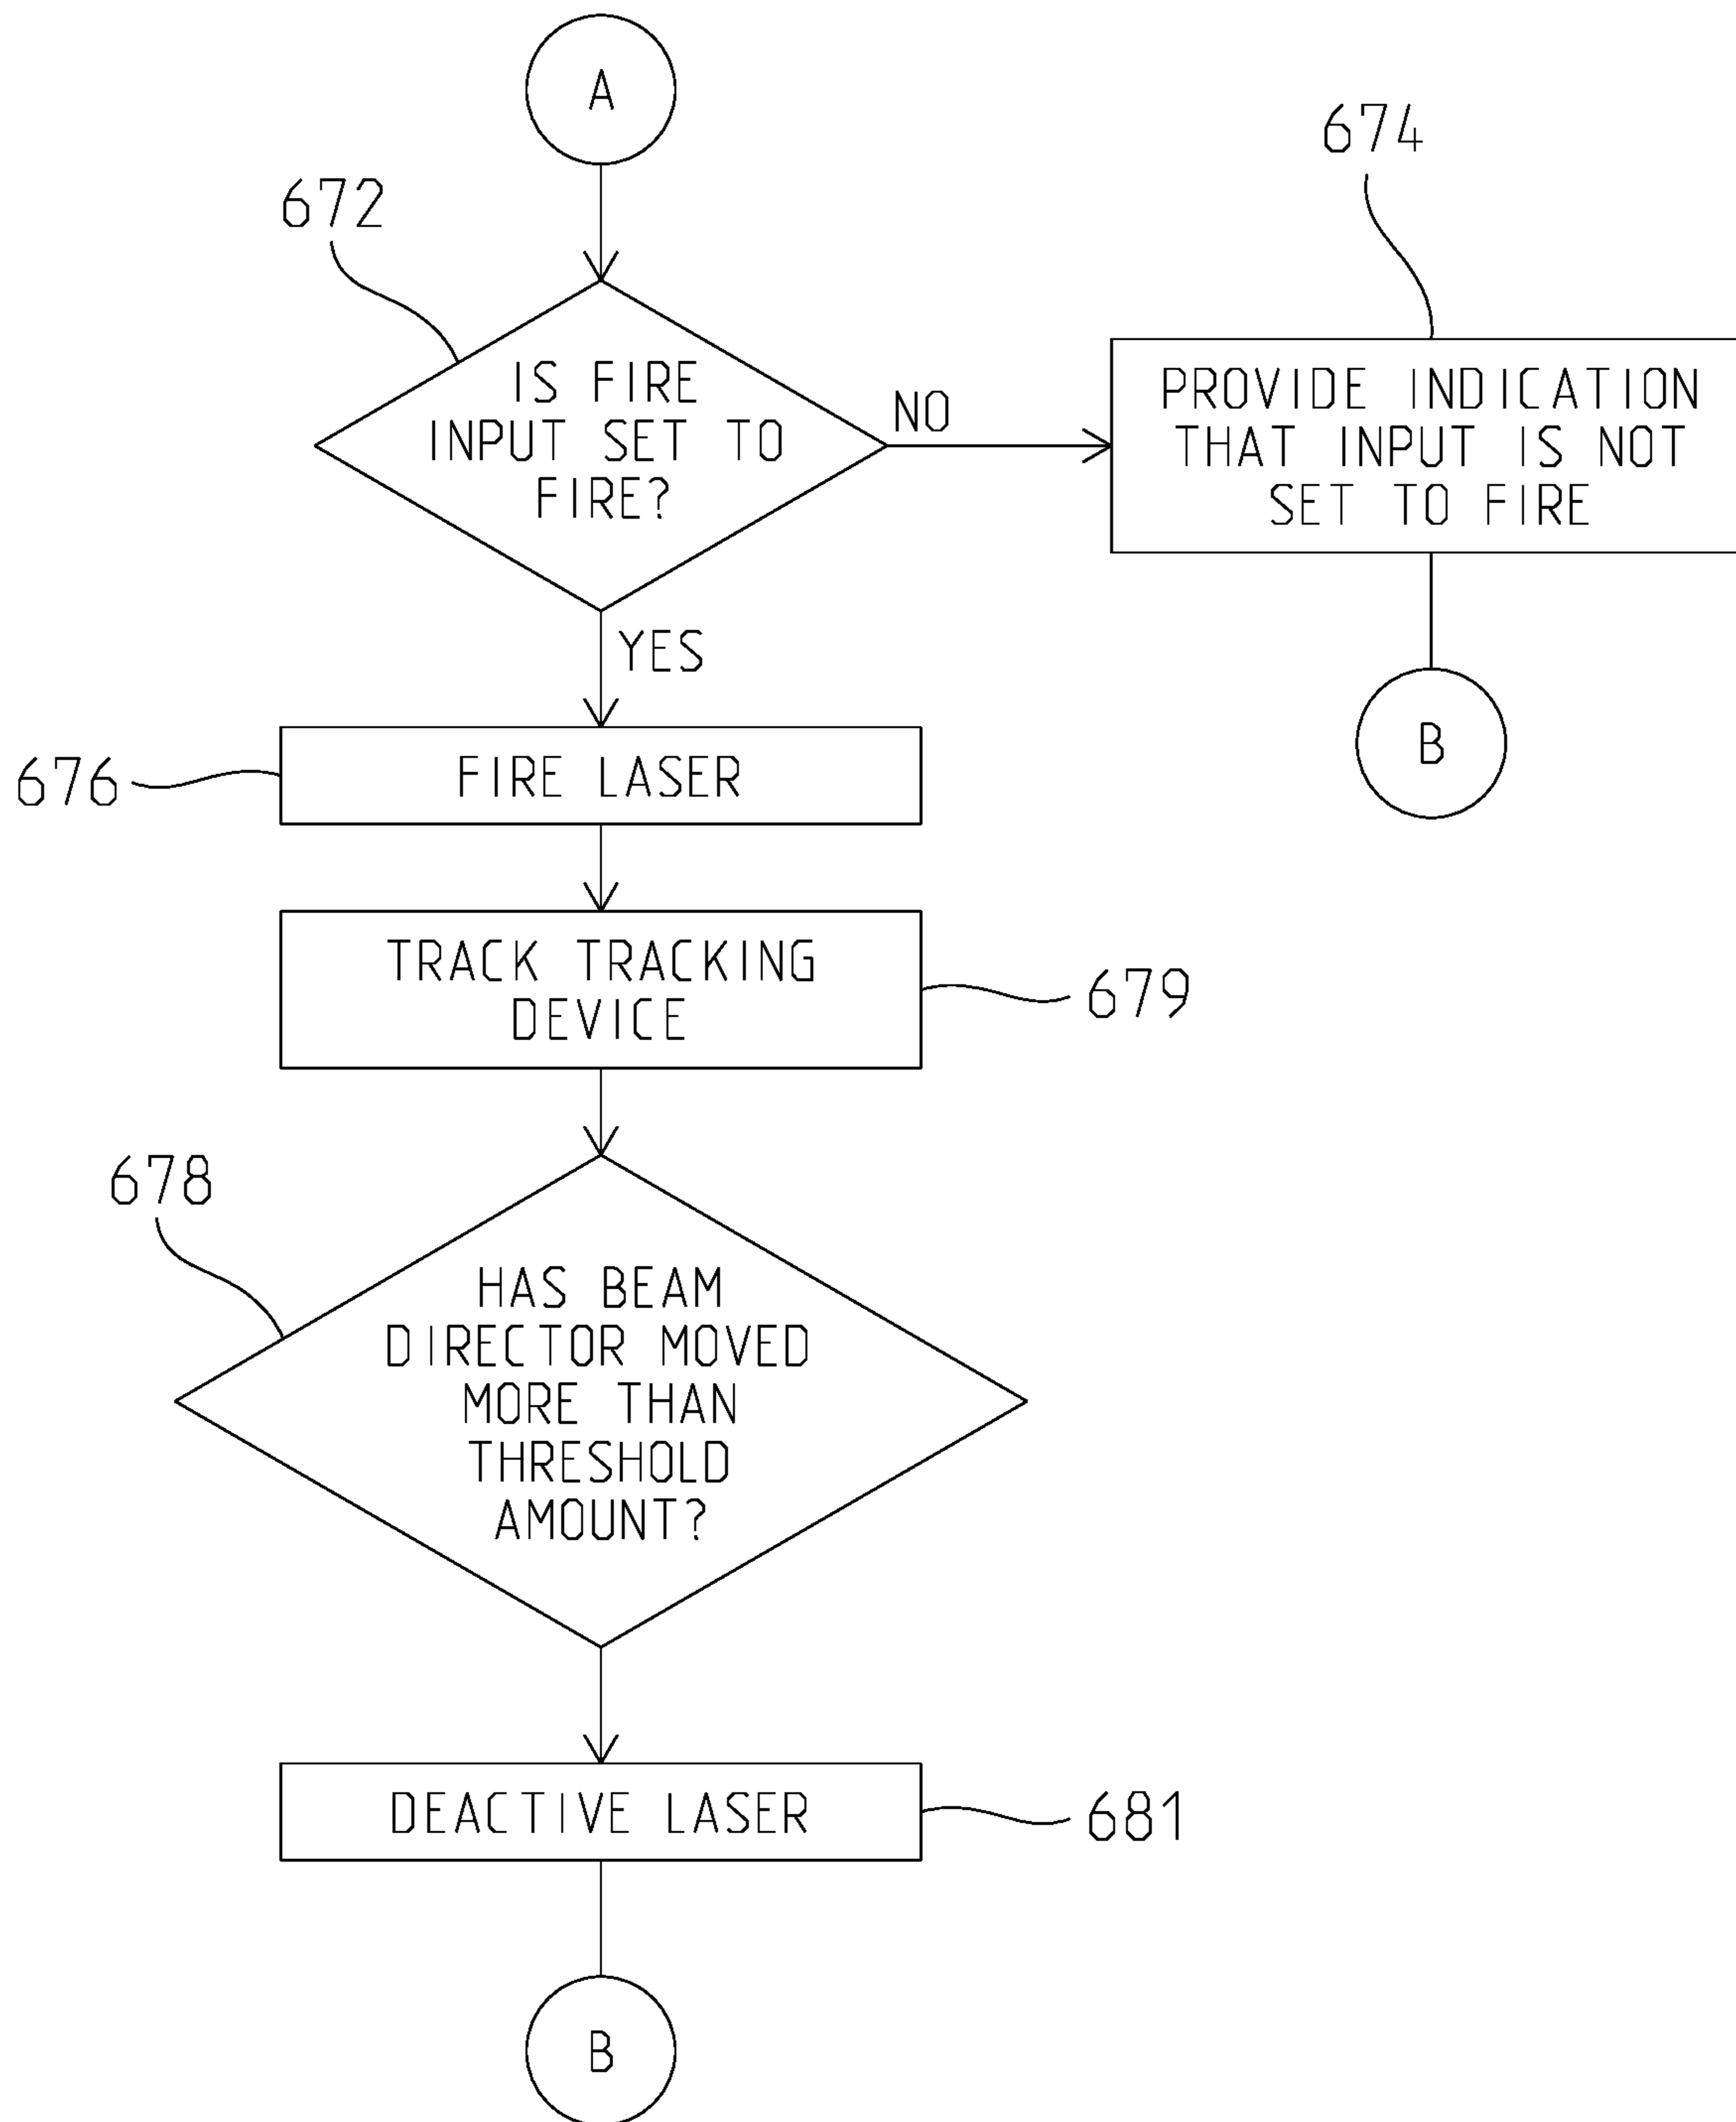 A
672
674
IS FIRE
INPUT SET TO
FIRE?
NO
PROVIDE INDICATION
THAT INPUT IS NOT
SET TO FIRE
YES
B
676
FIRE LASER
TRACK TRACKING
DEVICE
679
678
HAS BEAM
DIRECTOR MOVED
MORE THAN
THRESHOLD
AMOUNT?
DEACTIVE LASER
681
B